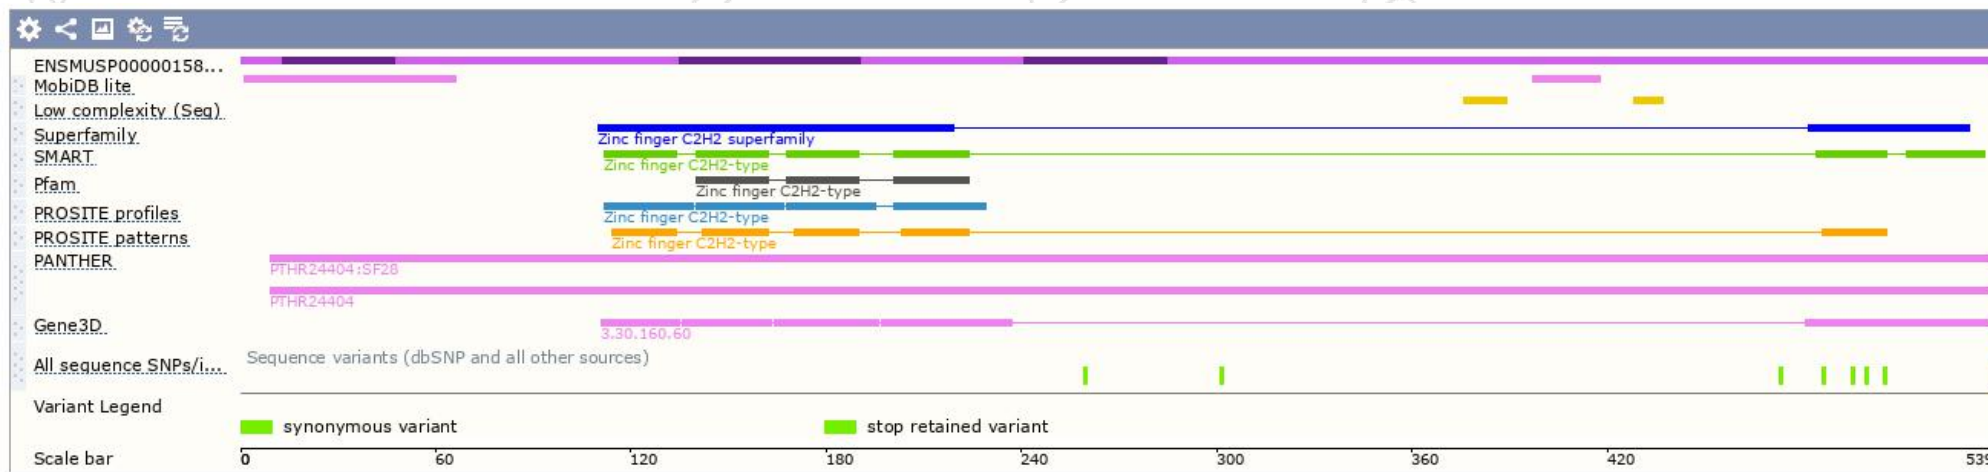 ENSMUSP00000158...
MobiDB lite
Low complexity (Seg)
Superfamily
Zinc finger C2H2 superfamily
SMART
Zinc finger C2H2-type
Pfam
Zinc finger C2H2-type
PROSITE profiles
Zinc finger C2H2-type
PROSITE patterns
Zinc finger C2H2-type
PANTHER
PTHR24404:SF28
PTHR24404
Gene3D
3.30.160.60
All sequence SNPs/i...
Sequence variants (dbSNP and all other sources)
Variant Legend
synonymous variant stop retained variant
Scale bar 0 60 120 180 240 300 360 420